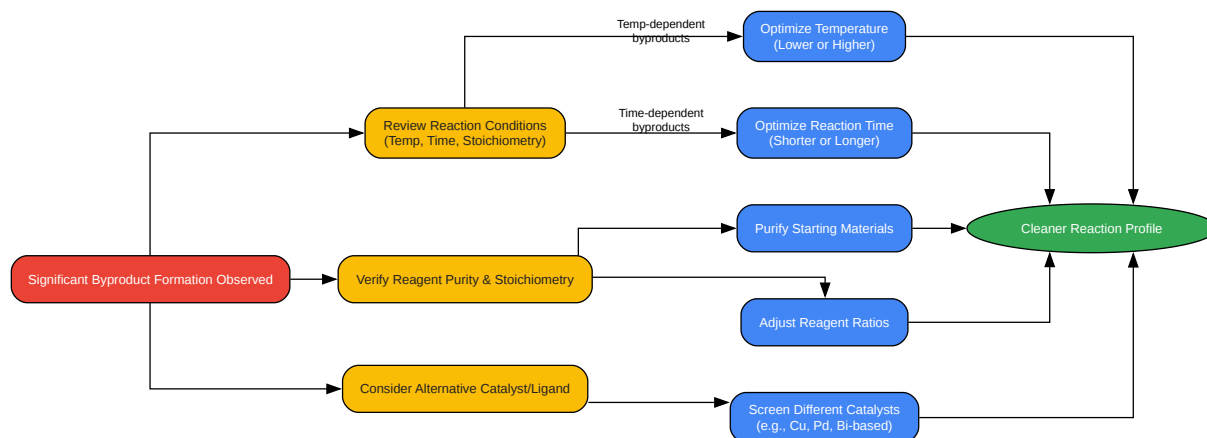 Temp-dependent
byproducts
Optimize Temperature
(Lower or Higher)
Review Reaction Conditions
(Temp, Time, Stoichiometry)
Time-dependent
byproducts
Optimize Reaction Time
(Shorter or Longer)
Purify Starting Materials
Cleaner Reaction Profile
Significant Byproduct Formation Observed
Verify Reagent Purity & Stoichiometry
Adjust Reagent Ratios
Consider Alternative Catalyst/Ligand
Screen Different Catalysts
(e.g., Cu, Pd, Bi-based)